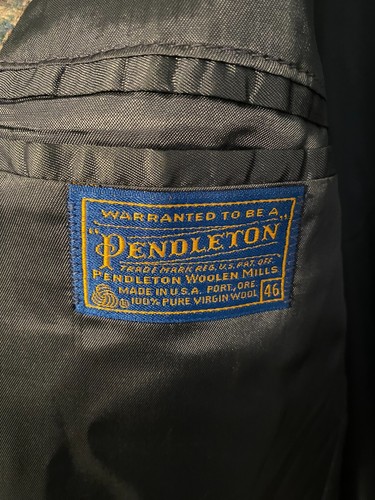 WARRANTED TO BE A
"PENDLETON"
TRADE MARK REG. U.S. PAT. OFF.
PENDLETON WOOLEN MILLS
MADE IN U.S.A. PORT., ORE.
® 100% PURE VIRGIN WOOL 46